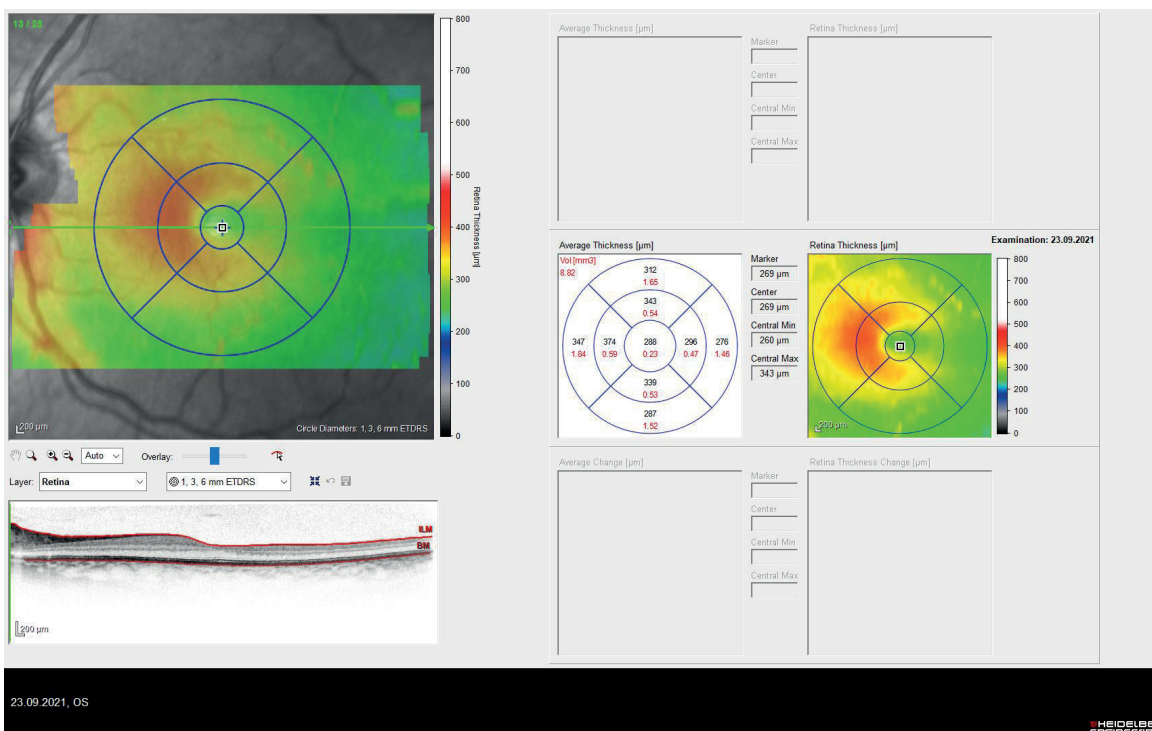 13 / 25
800
700
600
500
400
300
200
100
0
Retina Thickness [µm]
200 µm
Circle Diameters: 1, 3, 6 mm ETDRS
Auto
Overlay:
Layer: Retina
1, 3, 6 mm ETDRS
ILM
BM
200 µm
Average Thickness [µm]
Marker
Center
Central Min
Central Max
Retina Thickness [µm]
Examination: 23.09.2021
Average Thickness [µm]
Vol [mm3]
8.82
312
1.65
343
0.54
347 374 288 296 276
1.84 0.59 0.23 0.47 1.46
339
0.53
287
1.52
Marker
269 µm
Center
269 µm
Central Min
260 µm
Central Max
343 µm
Retina Thickness [µm]
200 µm
800
700
600
500
400
300
200
100
0
Average Change [µm]
Marker
Center
Central Min
Central Max
Retina Thickness Change [µm]
23.09.2021, OS
HEIDELBE